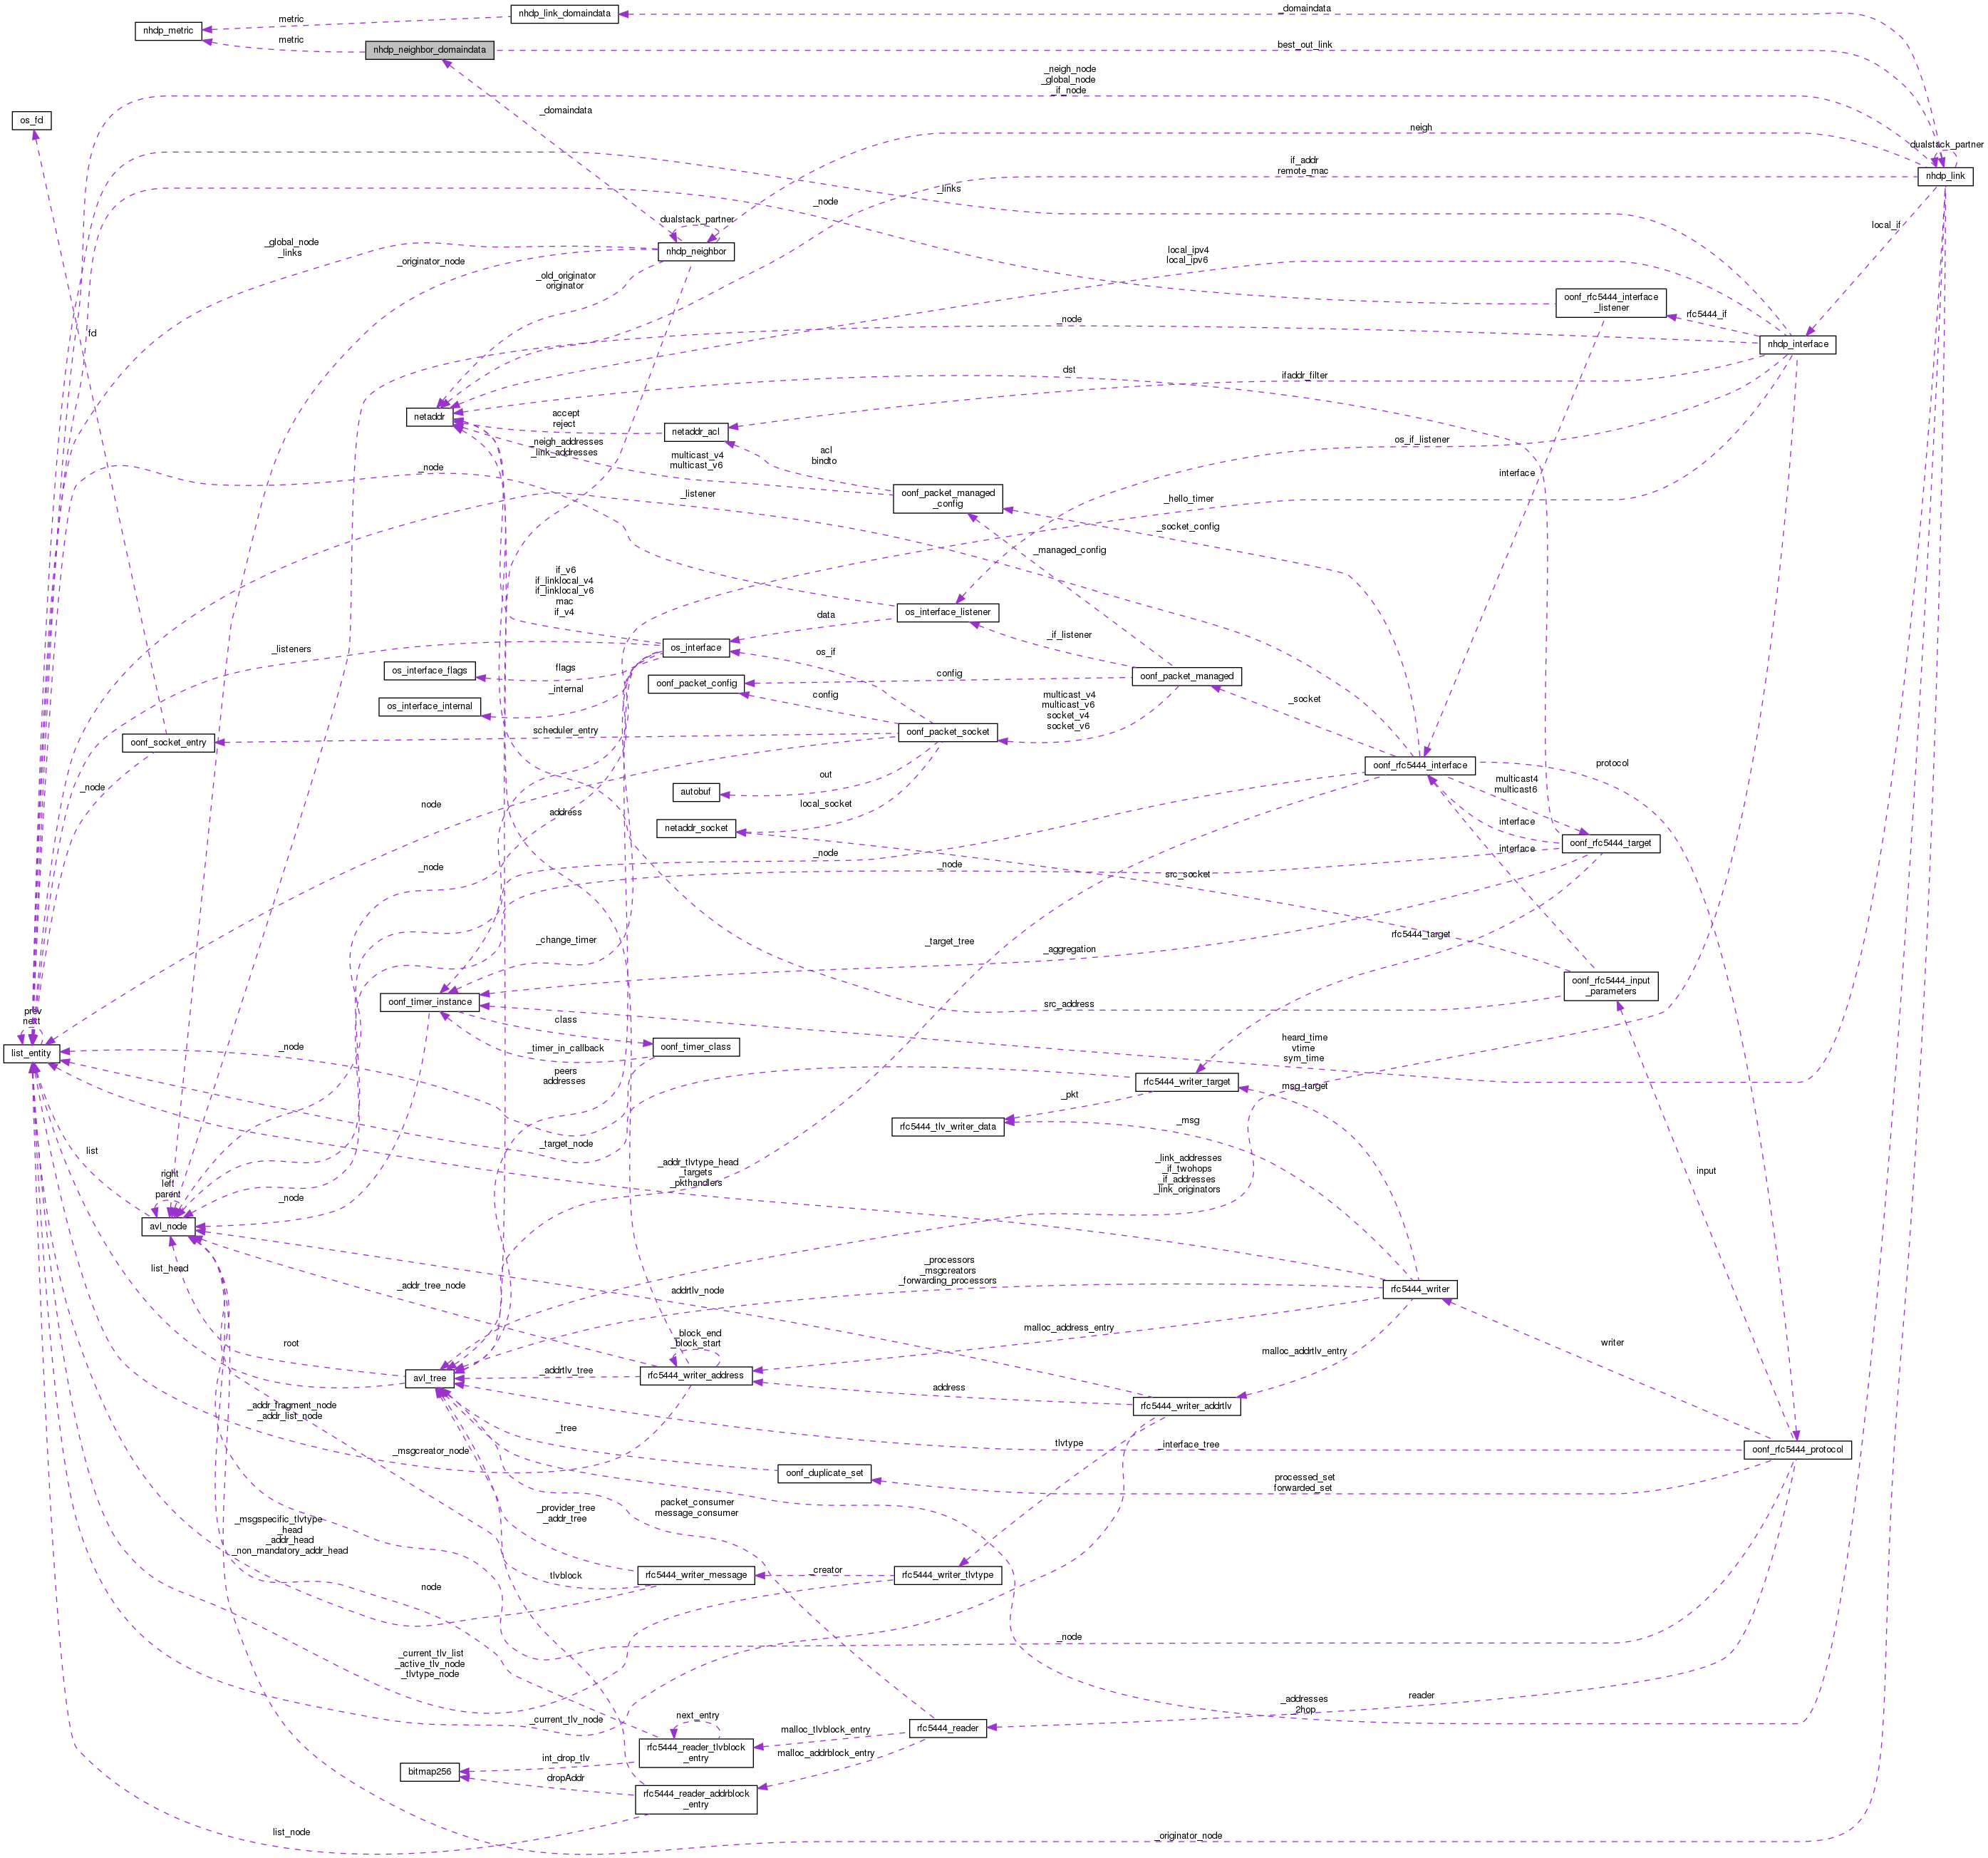 _domaindata
nhdp_link_domaindata
metric
nhdp_metric
metric
nhdp_neighbor_domaindata
best_out_link
_neigh_node
_global_node
_if_node
_domaindata
os_fd
neigh
dualstack_partner
if_addr
remote_mac
nhdp_link
_links
_node
dualstack_partner
local_if
nhdp_neighbor
_global_node
_links
_originator_node
local_ipv4
local_ipv6
_old_originator
originator
oonf_rfc5444_interface
_listener
rfc5444_if
_node
fd
nhdp_interface
dst
ifaddr_filter
netaddr
accept
reject
netaddr_acl
_neigh_addresses
_link_addresses
os_if_listener
acl
bindto
multicast_v4
multicast_v6
_node
interface
oonf_packet_managed
_config
_listener
_hello_timer
_socket_config
_managed_config
if_v6
if_linklocal_v4
if_linklocal_v6
mac
if_v4
os_interface_listener
data
_if_listener
_listeners
os_interface
os_if
flags
os_interface_flags
config
oonf_packet_managed
_internal
oonf_packet_config
os_interface_internal
config
multicast_v4
multicast_v6
socket_v4
socket_v6
_socket
scheduler_entry
oonf_packet_socket
oonf_socket_entry
oonf_rfc5444_interface
protocol
out
multicast4
multicast6
_node
autobuf
node
address
local_socket
netaddr_socket
interface
oonf_rfc5444_target
_node
_node
_interface
_node
src_socket
_change_timer
_target_tree
_aggregation
rfc5444_target
oonf_rfc5444_input
_parameters
oonf_timer_instance
src_address
prev
next
class
list_entity
_node
_timer_in_callback
oonf_timer_class
heard_time
vtime
sym_time
peers
addresses
rfc5444_writer_target
msg_target
_pkt
rfc5444_tlv_writer_data
_msg
_target_node
list
_addr_tlvtype_head
_targets
_pkthandlers
_link_addresses
_if_twohops
_if_addresses
_link_originators
input
right
left
parent
_node
avl_node
list_head
_addr_tree_node
addrtlv_node
_processors
_msgcreators
_forwarding_processors
rfc5444_writer
malloc_address_entry
_block_end
_block_start
root
malloc_addrtlv_entry
writer
avl_tree
_addrtlv_tree
rfc5444_writer_address
address
rfc5444_writer_addrtlv
_addr_fragment_node
_addr_list_node
_tree
_msgcreator_node
tlvtype
_interface_tree
oonf_rfc5444_protocol
oonf_duplicate_set
processed_set
forwarded_set
_provider_tree
_addr_tree
packet_consumer
message_consumer
_msgspecific_tlvtype
_head
_addr_head
_non_mandatory_addr_head
tlvblock
rfc5444_writer_message
_creator
rfc5444_writer_tlvtype
node
_node
_current_tlv_list
_active_tlv_node
_tlvtype_node
_addresses
_2hop
reader
_current_tlv_node
next_entry
malloc_tlvblock_entry
rfc5444_reader
rfc5444_reader_tlvblock
_entry
malloc_addrblock_entry
int_drop_tlv
bitmap256
dropAddr
rfc5444_reader_addrblock
_entry
list_node
_originator_node